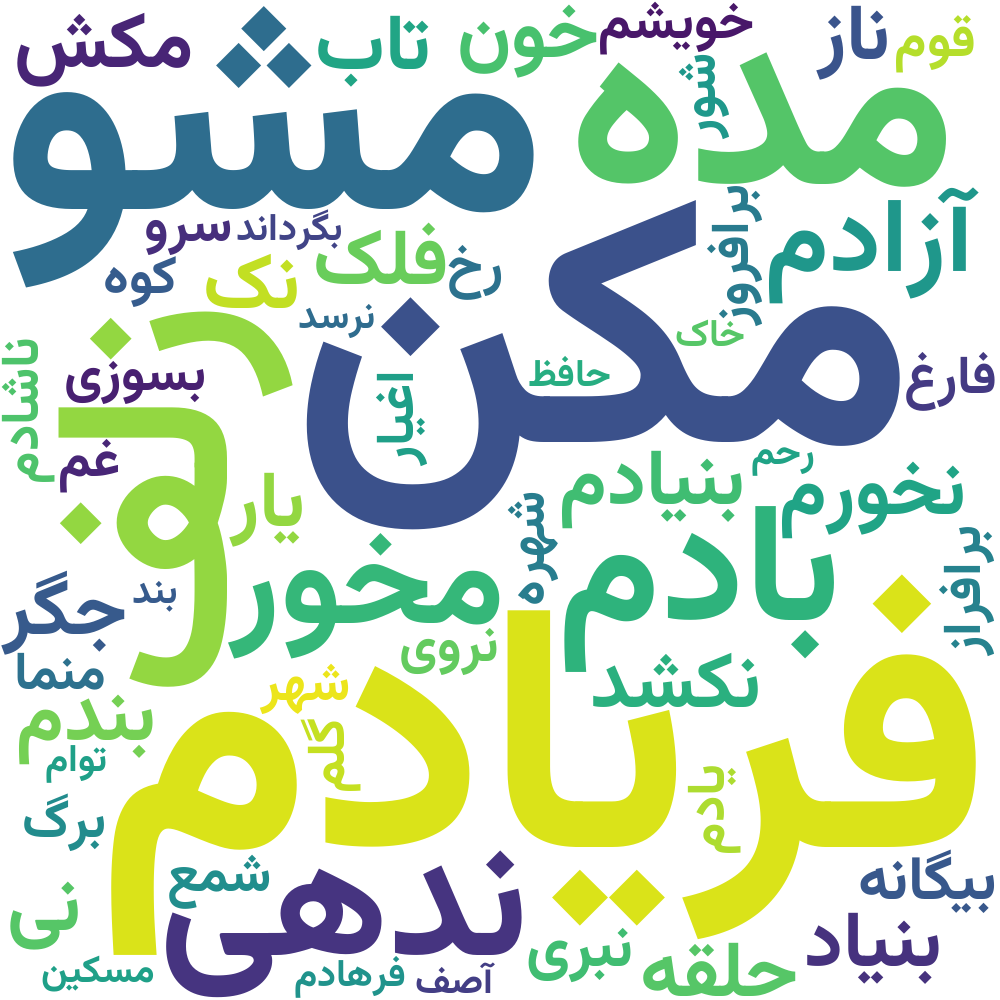 مکش
تاب
خون
خویشم
ناز
قوم
مشو
مده
شور
سرو
بگرداند
برافروز
آزادم
کوه
نک
فلک
رخ
نرسد
مکن
خاک
ناشادم
بسوزی
اغیار
حافظ
فارغ
زلف
غم
یار
بنیادم
رحم
نخورم
شهره
جگر
بند
مخور
بادم
برافراز
منما
نروی
نکشد
فریادم
بندم
شهر
گلم
توام
یادم
برگ
شمع
ندهی
بیگانه
نی
نبری
حلقه
بنیاد
مسکین
فرهادم
آصف